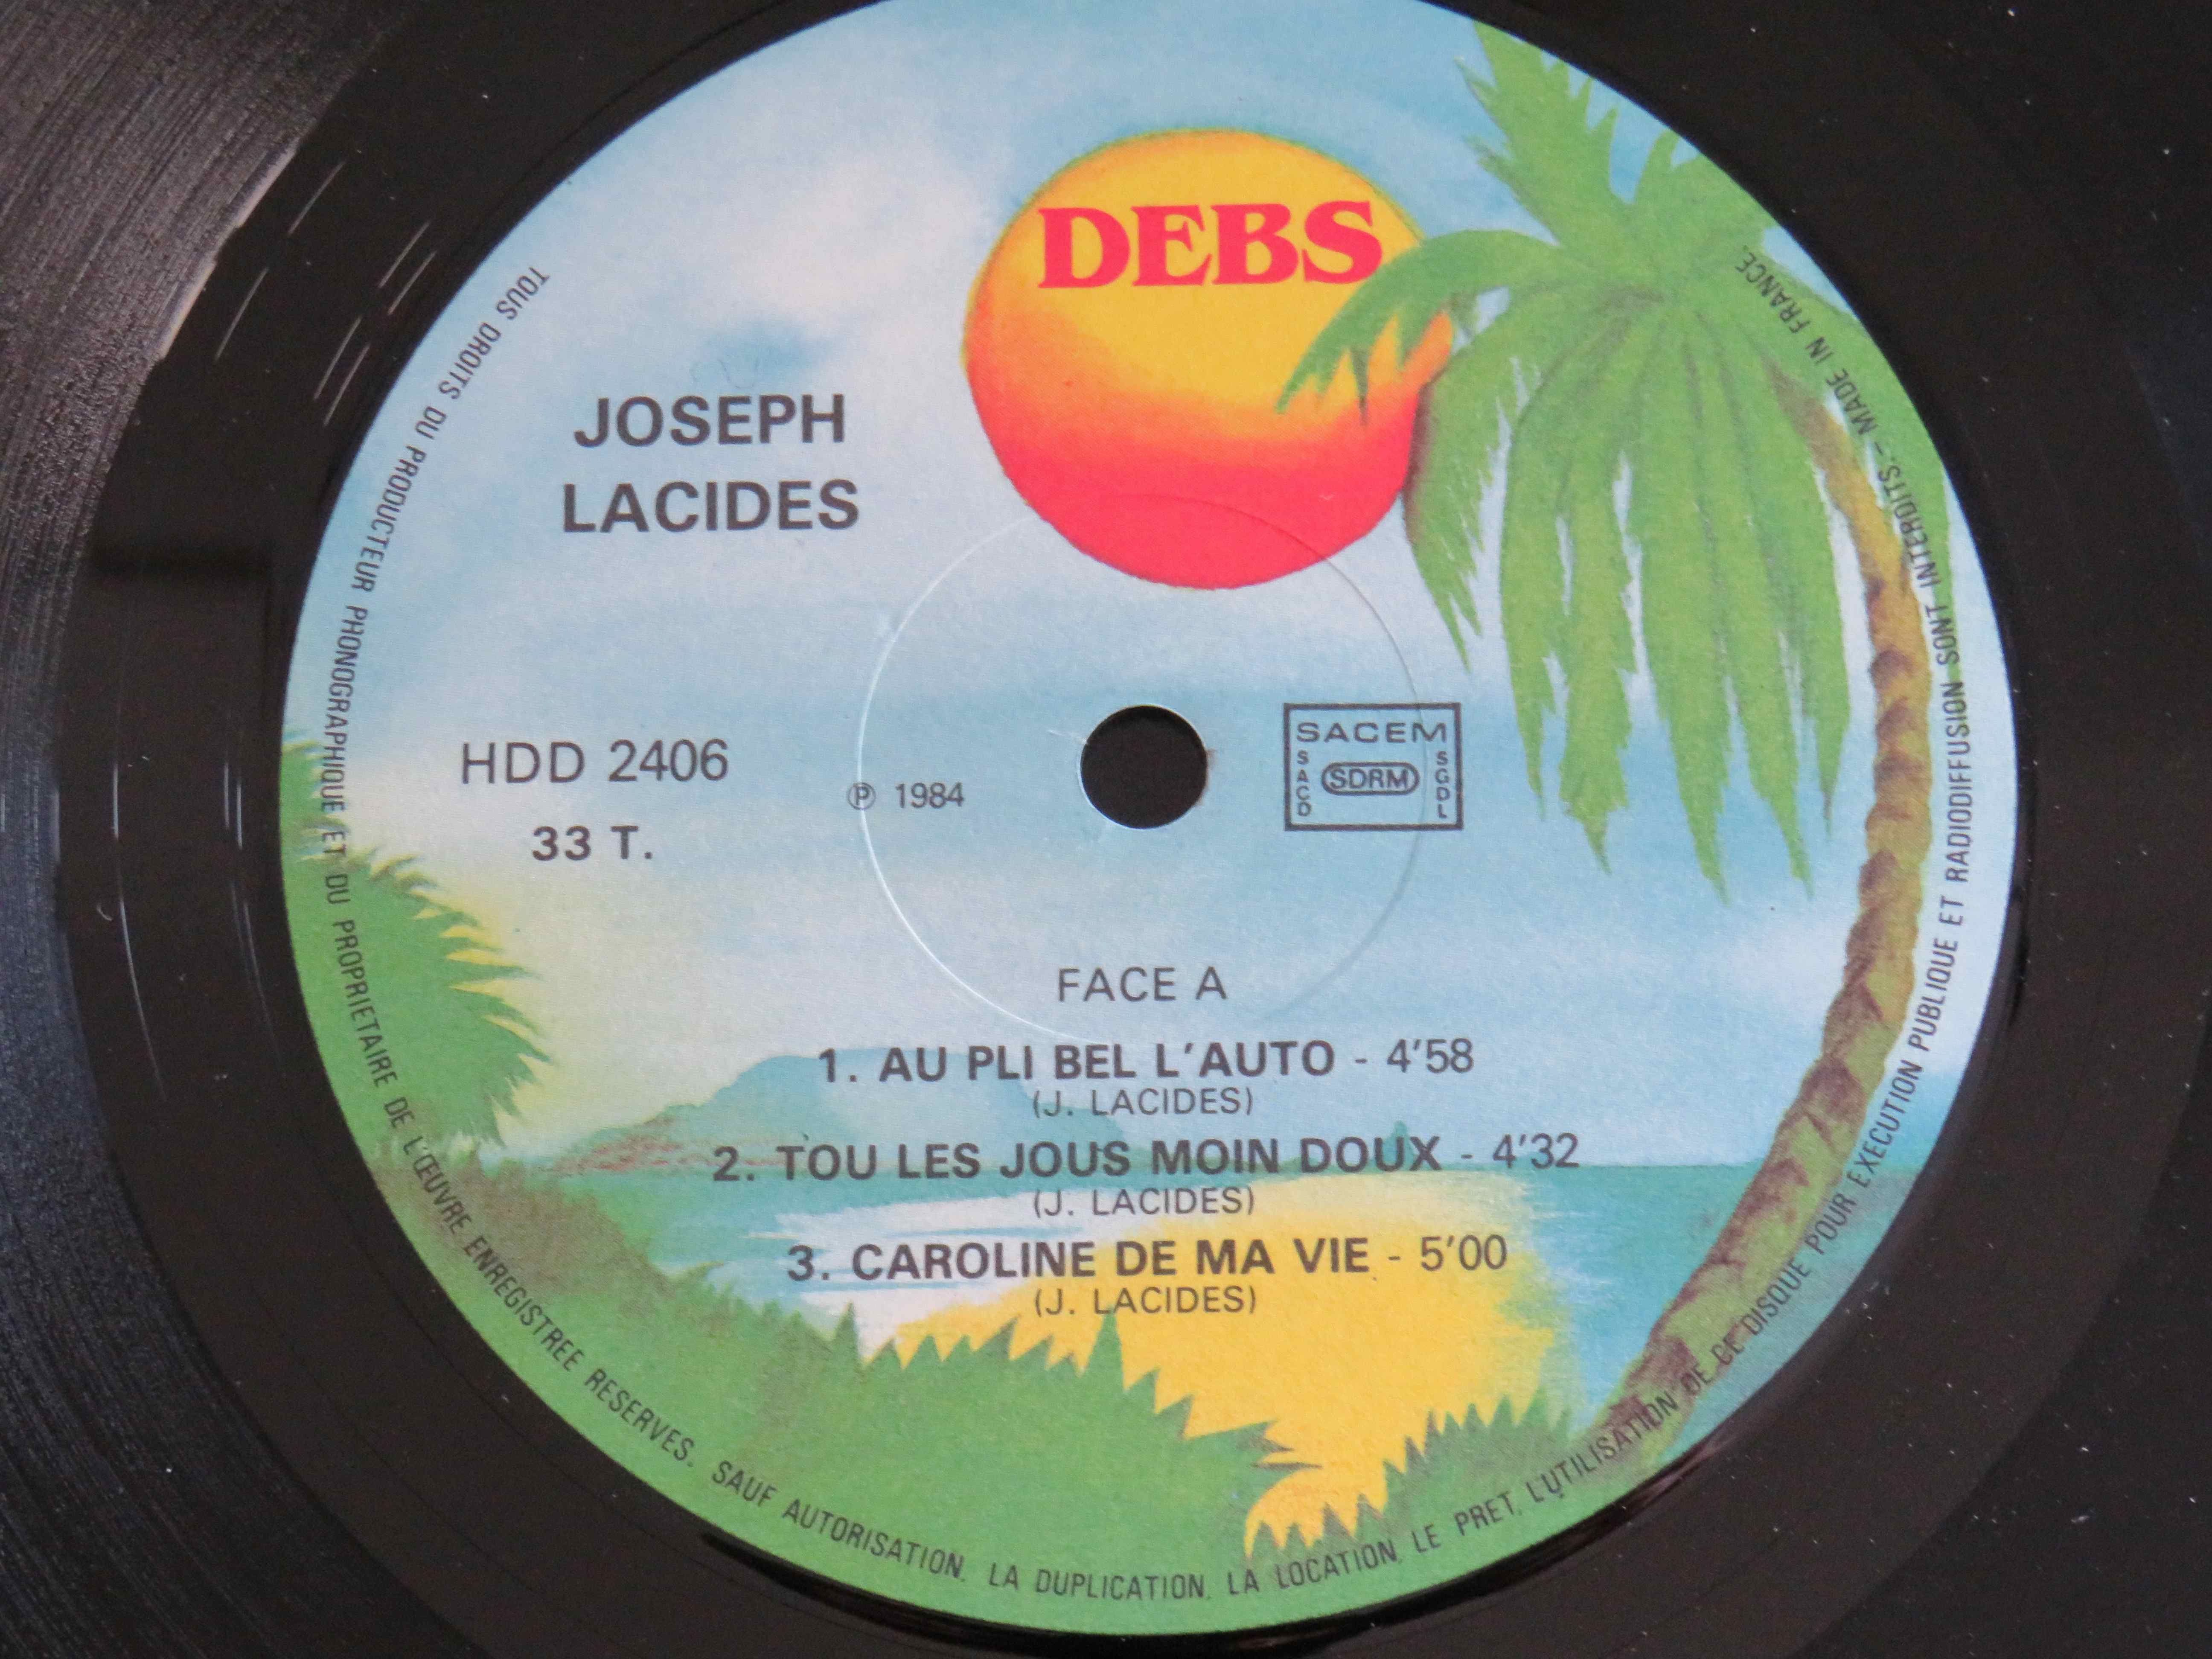 DEBS
JOSEPH
LACIDES
HDD 2406
33 T.
℗ 1984
SACEM
SACD
SDRM
SGDL
FACE A
1. AU PLI BEL L'AUTO - 4'58
(J. LACIDES)
2. TOU LES JOUS MOIN DOUX - 4'32
(J. LACIDES)
3. CAROLINE DE MA VIE - 5'00
(J. LACIDES)
TOUS DROITS DU PRODUCTEUR PHONOGRAPHIQUE ET DU PROPRIETAIRE DE L'ŒUVRE ENREGISTREE RESERVES. SAUF AUTORISATION, LA DUPLICATION, LA LOCATION, LE PRET, L'UTILISATION DE CE DISQUE POUR EXECUTION PUBLIQUE ET RADIODIFFUSION SONT INTERDITS. - MADE IN FRANCE.